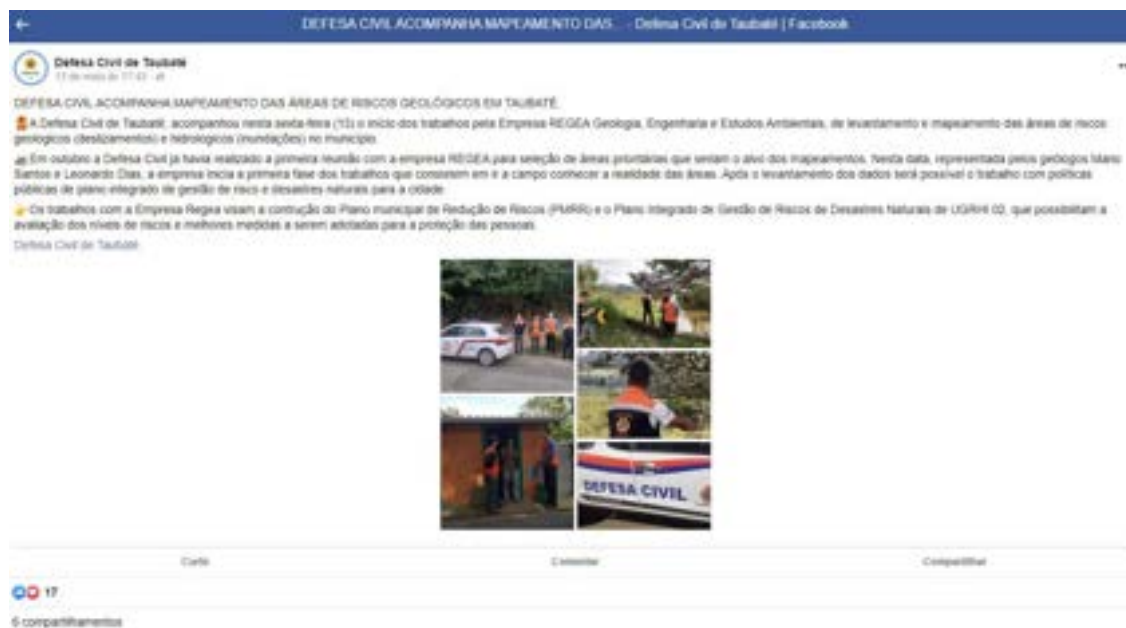 DEFESA CIVIL ACOMPANHA MAPEAMENTO DAS... - Defesa Civil de Taubaté | Facebook
Defesa Civil de Taubaté
13 de maio às 17:43
DEFESA CIVIL ACOMPANHA MAPEAMENTO DAS ÁREAS DE RISCOS GEOLÓGICOS EM TAUBATÉ.
A Defesa Civil de Taubaté, acompanhou nesta sexta-feira (13) o início dos trabalhos pela Empresa REGEA Geologia, Engenharia e Estudos Ambientais, de levantamento e mapeamento das áreas de riscos
geológicos (deslizamentos) e hidrológicos (inundações) no município.
Em outubro a Defesa Civil já havia realizado a primeira reunião com a empresa REGEA para seleção de áreas prioritárias que seriam o alvo dos mapeamentos. Nesta data, representada pelos geólogos
Santos e Leonardo Dias, a empresa inicia a primeira fase dos trabalhos que consistem em ir a campo conhecer a realidade das áreas. Após o levantamento dos dados será possível o trabalho com políticas
públicas de plano integrado de gestão de risco e desastres naturais para a cidade.
Os trabalhos com a Empresa Regea visam a contrução do Plano municipal de Redução de Riscos (PMRR) e o Plano Integrado de Gestão de Riscos de Desastres Naturais de UGRHI 02, que possibilitam a
avaliação dos níveis de riscos e melhores medidas a serem adotadas para a proteção das pessoas.
Defesa Civil de Taubaté
DEFESA CIVIL
Curtir
Comentar
Compartilhar
17
6 compartilhamentos